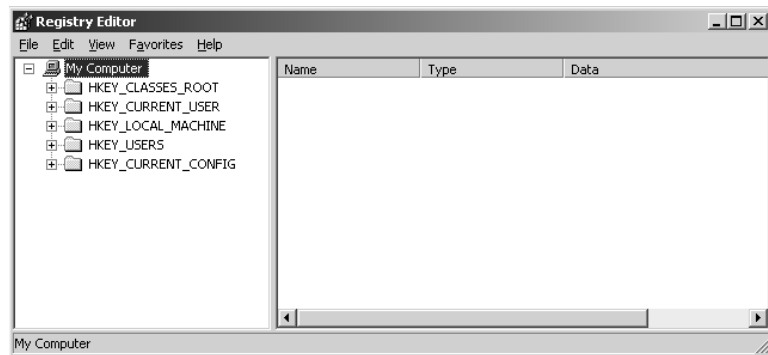 Registry Editor
File Edit View Favorites Help
My Computer
HKEY_CLASSES_ROOT
HKEY_CURRENT_USER
HKEY_LOCAL_MACHINE
HKEY_USERS
HKEY_CURRENT_CONFIG
Name Type Data
My Computer